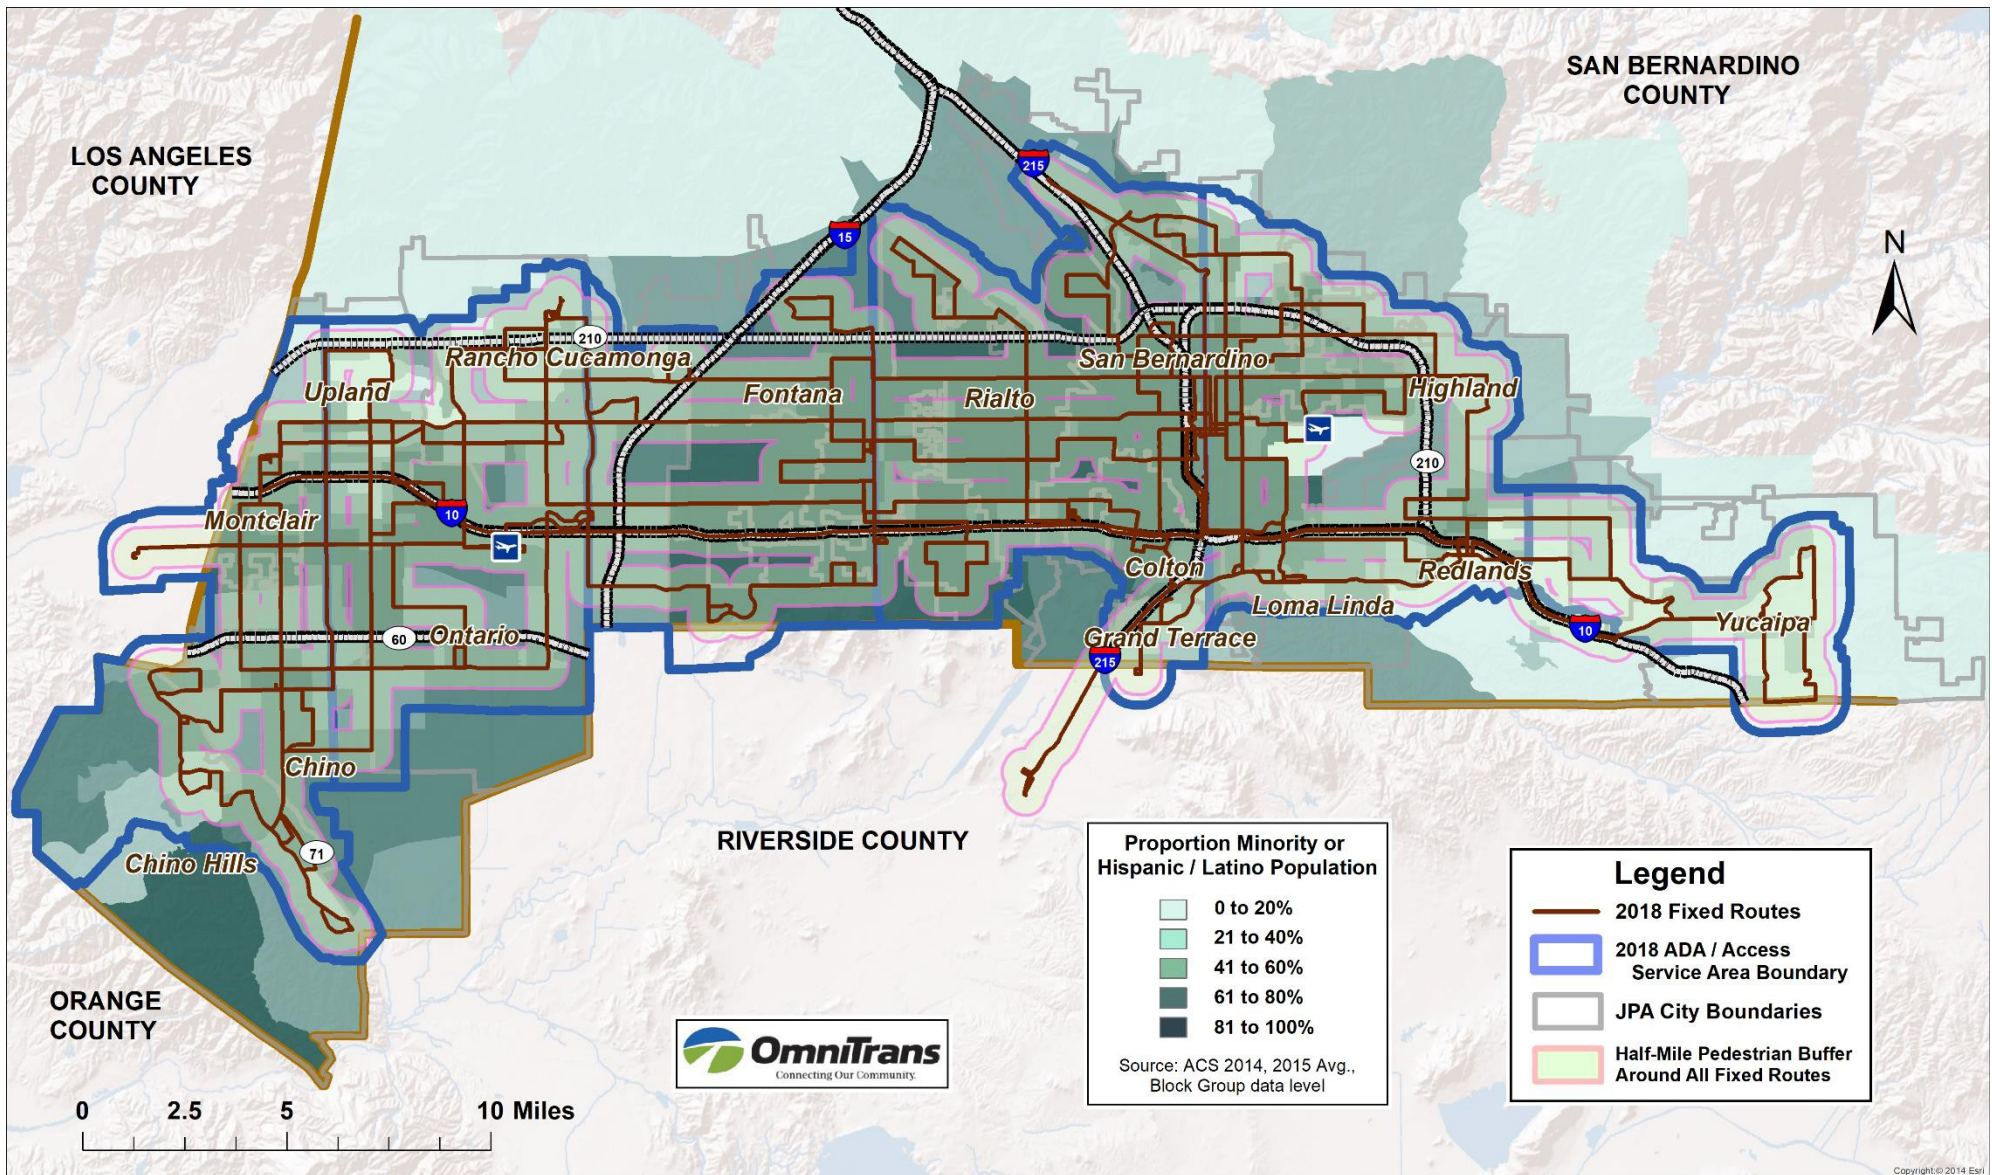 SAN BERNARDINO
COUNTY
LOS ANGELES
COUNTY
215
15
N
210
Rancho Cucamonga
San Bernardino
Upland
Fontana
Rialto
Highland
210
Montclair
10
Colton
Redlands
Loma Linda
60
Ontario
Grand Terrace
10
Yucaipa
215
Chino
RIVERSIDE COUNTY
71
Chino Hills
ORANGE
COUNTY
0 2.5 5 10 Miles
OmniTrans
Connecting Our Community.
Proportion Minority or
Hispanic / Latino Population
0 to 20%
21 to 40%
41 to 60%
61 to 80%
81 to 100%
Source: ACS 2014, 2015 Avg.,
Block Group data level
Legend
2018 Fixed Routes
2018 ADA / Access
Service Area Boundary
JPA City Boundaries
Half-Mile Pedestrian Buffer
Around All Fixed Routes
Copyright:© 2014 Esri